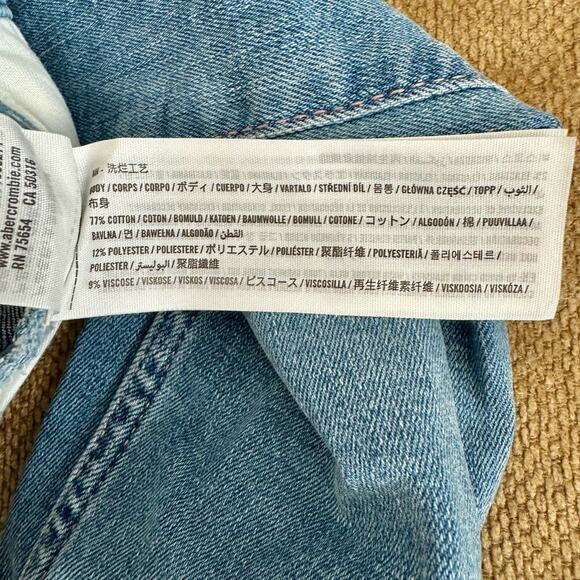 - 洗烂工艺
BODY / CORPS / CORPO / ボディ / CUERPO / 大身 / VARTALO / STŘEDNÍ DÍL / 몸통 / GŁÓWNA CZĘŚĆ / TOPP / الثوب /
布身
77% COTTON / COTON / BOMULD / KATOEN / BAUMWOLLE / BOMULL / COTONE / コットン / ALGODÓN / 棉 / PUUVILLAA /
BAVLNA / 면 / BAWEŁNA / ALGODÃO / القطن /
12% POLYESTER / POLIESTERE / ポリエステル / POLIÉSTER / 聚酯纤维 / POLYESTERIÄ / 폴리에스테르 /
POLIESTER / البوليستر / 聚脂纖維
9% VISCOSE / VISKOSE / VISKOS / VISCOSA / ビスコース / VISCOSILLA / 再生纤维素纤维 / VISKOOSIA / VISKÓZA /
www.abercrombie.com
RN 75654 CA 50316